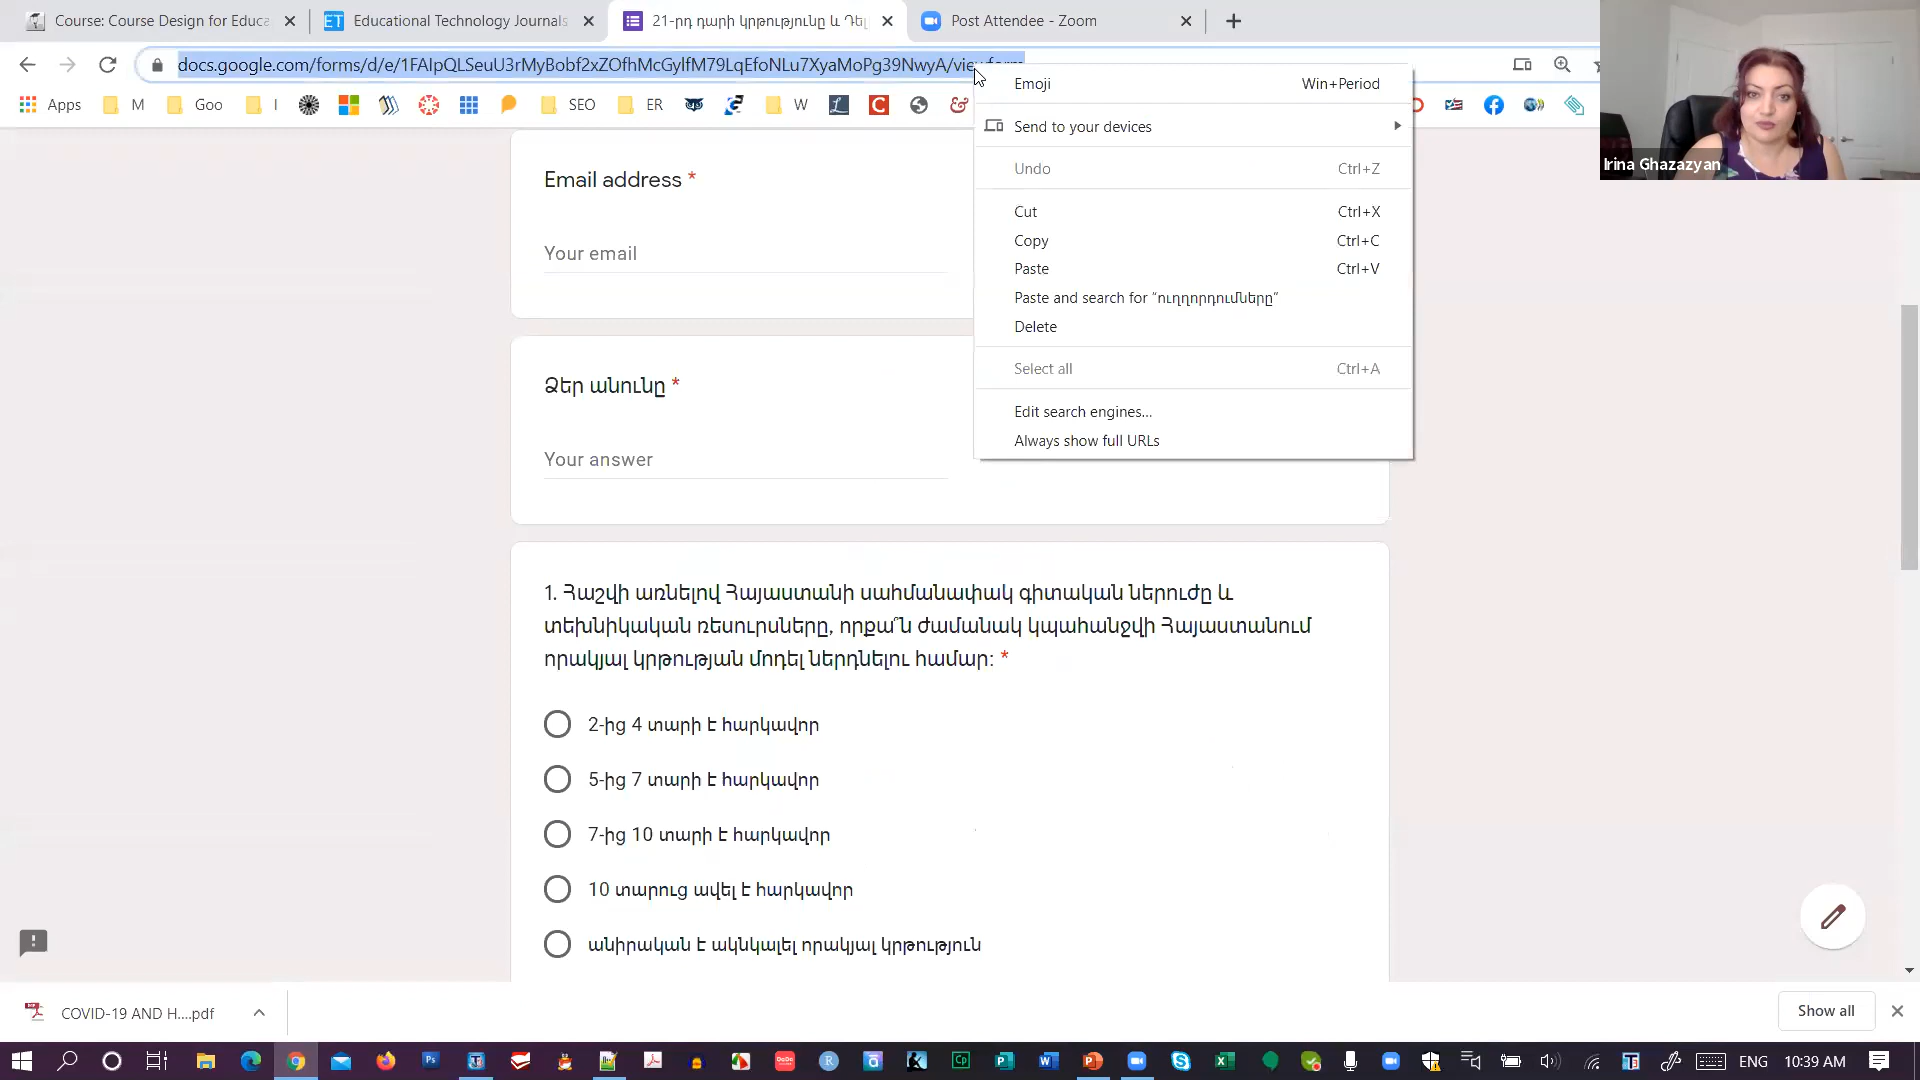 Course: Course Design for Educa
Educational Technology Journals
21-րդ դարի կրթությունը և Դել
Post Attendee - Zoom
docs.google.com/forms/d/e/1FAIpQLSeuU3rMyBobf2xZOfhMcGylfM79LqEfoNLu7XyaMoPg39NwyA/viewform
Apps
M
Goo
I
SEO
ER
W
Emoji Win+Period
Send to your devices
Undo Ctrl+Z
Cut Ctrl+X
Copy Ctrl+C
Paste Ctrl+V
Paste and search for “ուղղորդումները”
Delete
Select all Ctrl+A
Edit search engines...
Always show full URLs
Irina Ghazazyan
Email address *
Your email
Ձեր անունը *
Your answer
1. Հաշվի առնելով Հայաստանի սահմանափակ գիտական ներուժը և
տեխնիկական ռեսուրսները, որքա՞ն ժամանակ կպահանջվի Հայաստանում
որակյալ կրթության մոդել ներդնելու համար: *
2-ից 4 տարի է հարկավոր
5-ից 7 տարի է հարկավոր
7-ից 10 տարի է հարկավոր
10 տարուց ավել է հարկավոր
անիրական է ակնկալել որակյալ կրթություն
COVID-19 AND H....pdf
Show all
ENG 10:39 AM